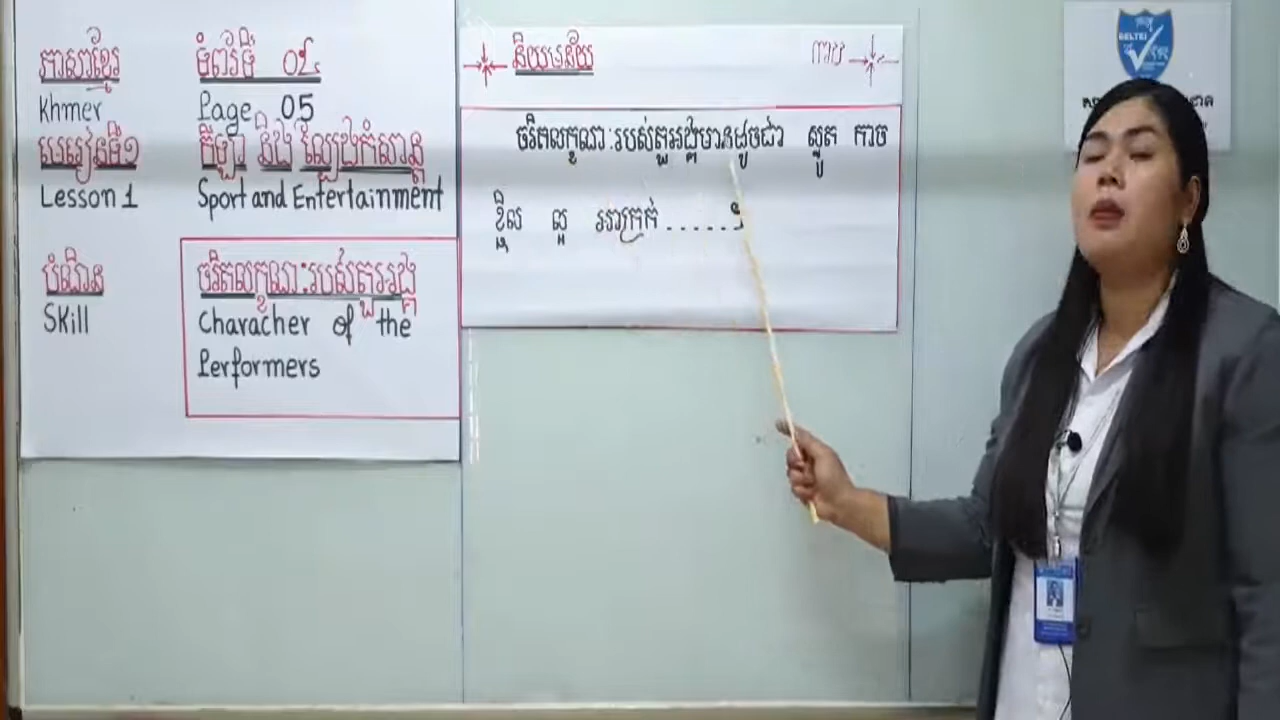 ភាសាខ្មែរ ទំព័រទី ០៥
Khmer Page 05
មេរៀនទី១ កីឡា និង ល្បែងកំសាន្ត
Lesson 1 Sport and Entertainment
បំណិន ចរិតលក្ខណៈរបស់តួអង្គ
Skill Characher of the
Performers
និយមន័យ
ចរិតលក្ខណៈរបស់តួអង្គមានដូចជា ស្លូត កាច
ខ្ជិល ល្អ អាក្រក់ .....។
BELTEI